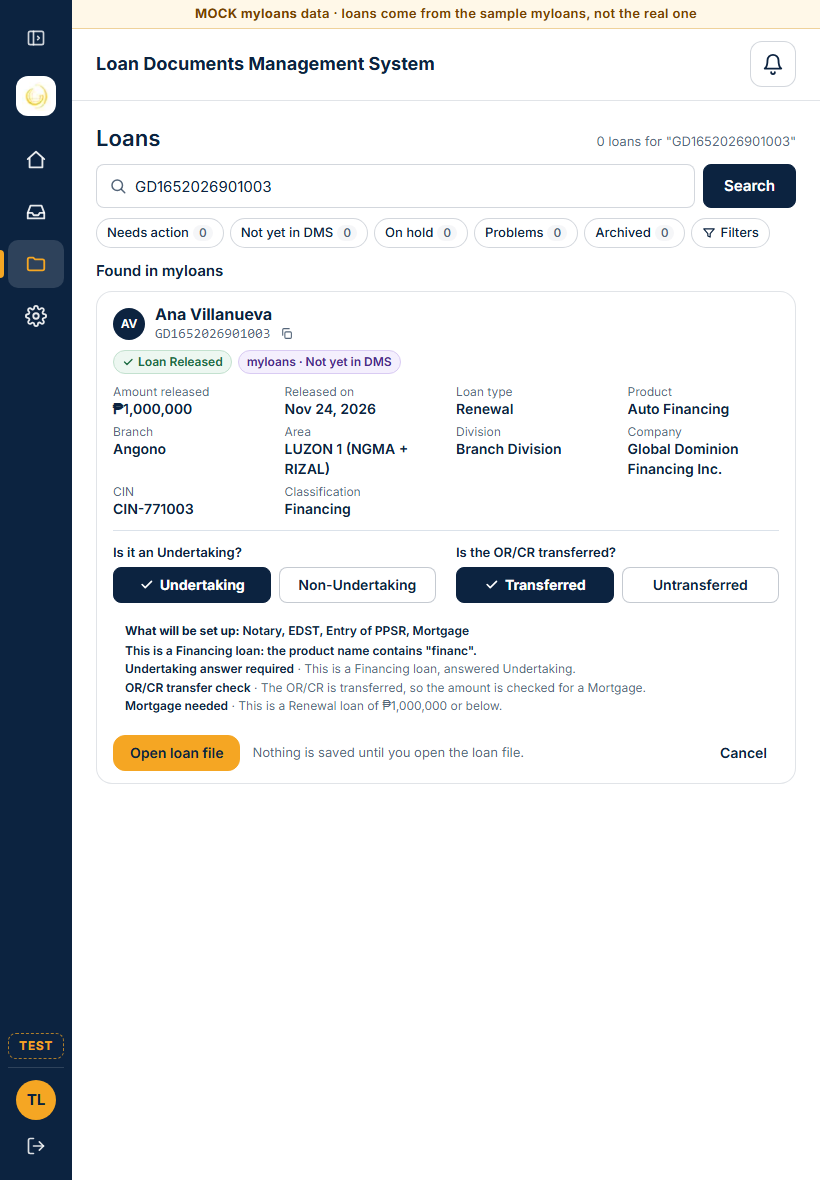 MOCK myloans data · loans come from the sample myloans, not the real one
Loan Documents Management System
Loans
0 loans for "GD1652026901003"
GD1652026901003
Search
Needs action 0
Not yet in DMS 0
On hold 0
Problems 0
Archived 0
Filters
Found in myloans
AV
Ana Villanueva
GD1652026901003
Loan Released
myloans · Not yet in DMS
Amount released
₱1,000,000
Released on
Nov 24, 2026
Loan type
Renewal
Product
Auto Financing
Branch
Angono
Area
LUZON 1 (NGMA +
RIZAL)
Division
Branch Division
Company
Global Dominion
Financing Inc.
CIN
CIN-771003
Classification
Financing
Is it an Undertaking?
Undertaking
Non-Undertaking
Is the OR/CR transferred?
Transferred
Untransferred
What will be set up: Notary, EDST, Entry of PPSR, Mortgage
This is a Financing loan: the product name contains "financ".
Undertaking answer required · This is a Financing loan, answered Undertaking.
OR/CR transfer check · The OR/CR is transferred, so the amount is checked for a Mortgage.
Mortgage needed · This is a Renewal loan of ₱1,000,000 or below.
Open loan file
Nothing is saved until you open the loan file.
Cancel
TEST
TL